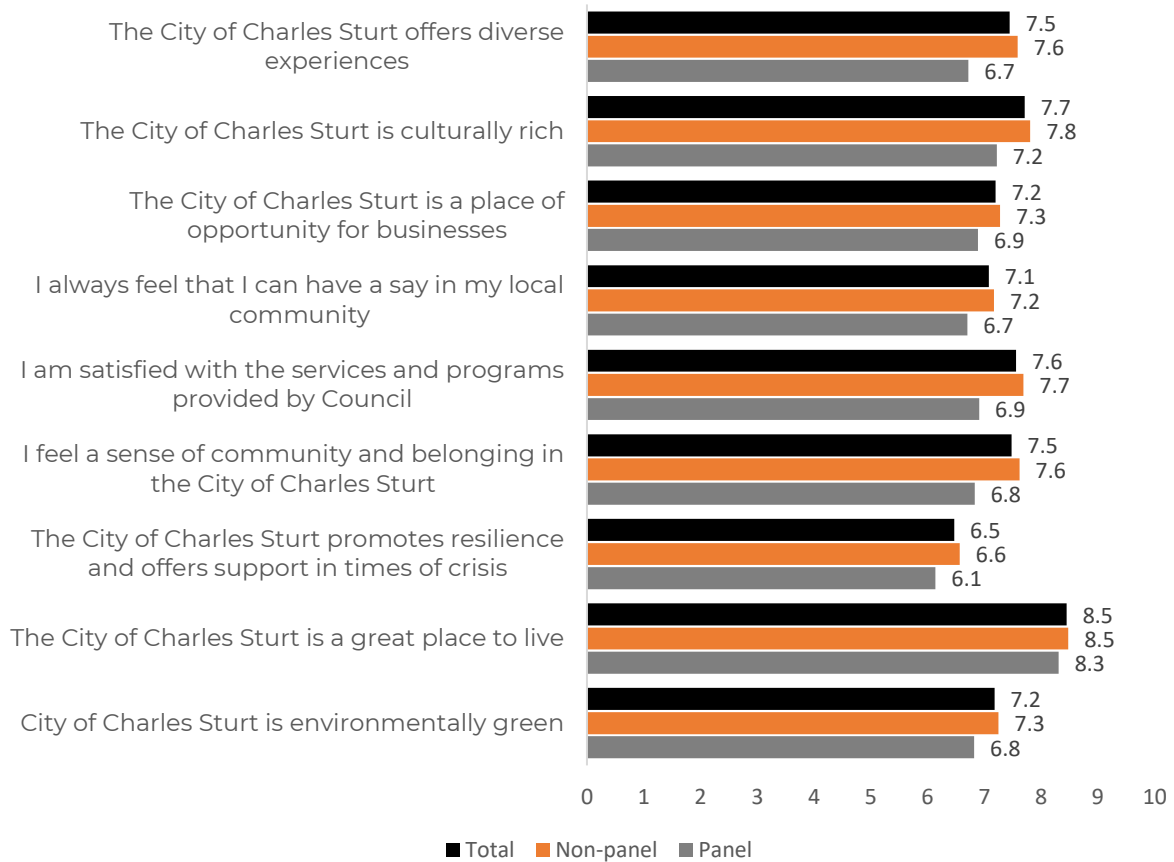 The City of Charles Sturt offers diverse
experiences
7.5
7.6
6.7
The City of Charles Sturt is culturally rich
7.7
7.8
7.2
The City of Charles Sturt is a place of
opportunity for businesses
7.2
7.3
6.9
I always feel that I can have a say in my local
community
7.1
7.2
6.7
I am satisfied with the services and programs
provided by Council
7.6
7.7
6.9
I feel a sense of community and belonging in
the City of Charles Sturt
7.5
7.6
6.8
The City of Charles Sturt promotes resilience
and offers support in times of crisis
6.5
6.6
6.1
The City of Charles Sturt is a great place to live
8.5
8.5
8.3
City of Charles Sturt is environmentally green
7.2
7.3
6.8
0 1 2 3 4 5 6 7 8 9 10
Total Non-panel Panel